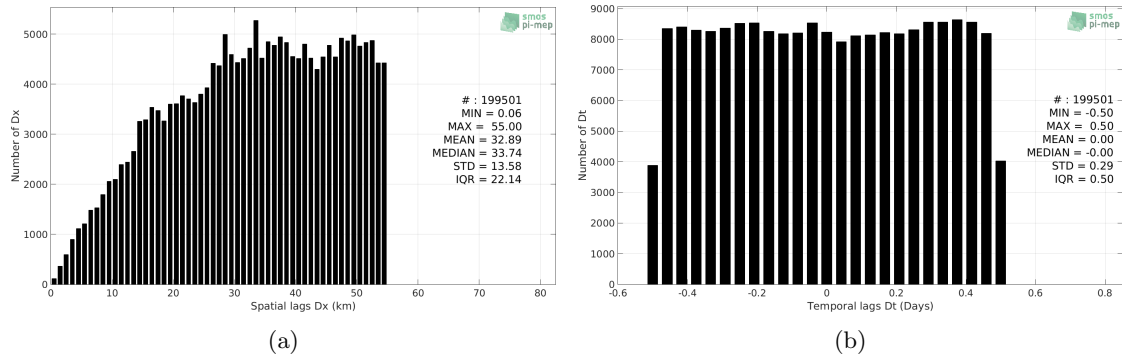 smos
pi-mep
5000
4000
3000
2000
1000
0
Number of Dx
# : 199501
MIN = 0.06
MAX = 55.00
MEAN = 32.89
MEDIAN = 33.74
STD = 13.58
IQR = 22.14
0 10 20 30 40 50 60 70 80
Spatial lags Dx (km)
(a)
smos
pi-mep
9000
8000
7000
6000
5000
4000
3000
2000
1000
0
Number of Dt
# : 199501
MIN = -0.50
MAX = 0.50
MEAN = 0.00
MEDIAN = -0.00
STD = 0.29
IQR = 0.50
-0.6 -0.4 -0.2 0 0.2 0.4 0.6 0.8
Temporal lags Dt (Days)
(b)